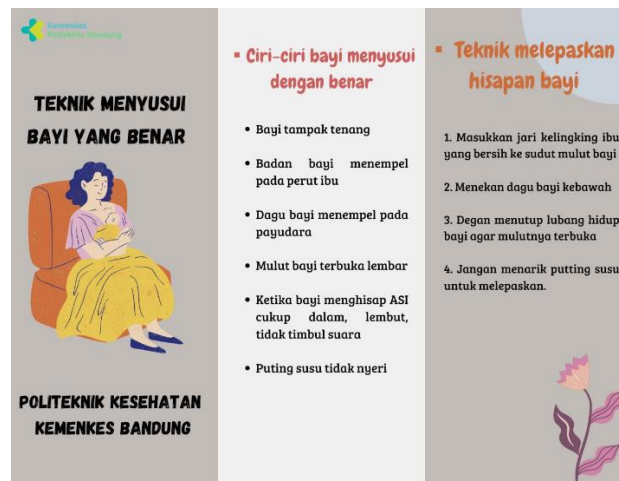 Kemenkes
Poltekkes Bandung
TEKNIK MENYUSUI
BAYI YANG BENAR
POLITEKNIK KESEHATAN
KEMENKES BANDUNG
Ciri-ciri bayi menyusui
dengan benar
• Bayi tampak tenang
• Badan bayi menempel
pada perut ibu
• Dagu bayi menempel pada
payudara
• Mulut bayi terbuka lembar
• Ketika bayi menghisap ASI
cukup dalam, lembut,
tidak timbul suara
• Puting susu tidak nyeri
Teknik melepaskan
hisapan bayi
1. Masukkan jari kelingking ibu
yang bersih ke sudut mulut bayi
2. Menekan dagu bayi kebawah
3. Degan menutup lubang hidup
bayi agar mulutnya terbuka
4. Jangan menarik putting susu
untuk melepaskan.